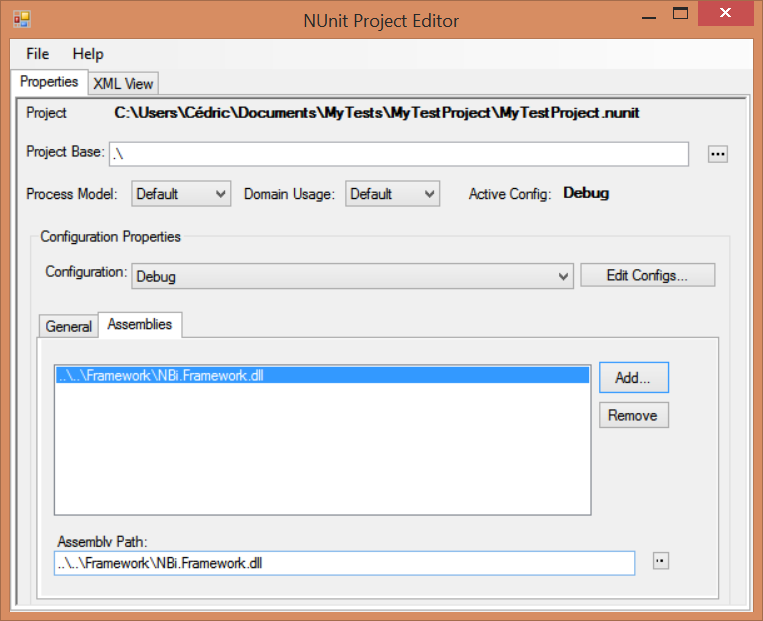 NUnit Project Editor
File Help
Properties XML View
Project C:\Users\Cédric\Documents\MyTests\MyTestProject\MyTestProject.nunit
Project Base: .\ ...
Process Model: Default Domain Usage: Default Active Config: Debug
Configuration Properties
Configuration: Debug Edit Configs...
General Assemblies
..\..\Framework\NBi.Framework.dll Add...
Remove
Assembly Path:
..\..\Framework\NBi.Framework.dll ..